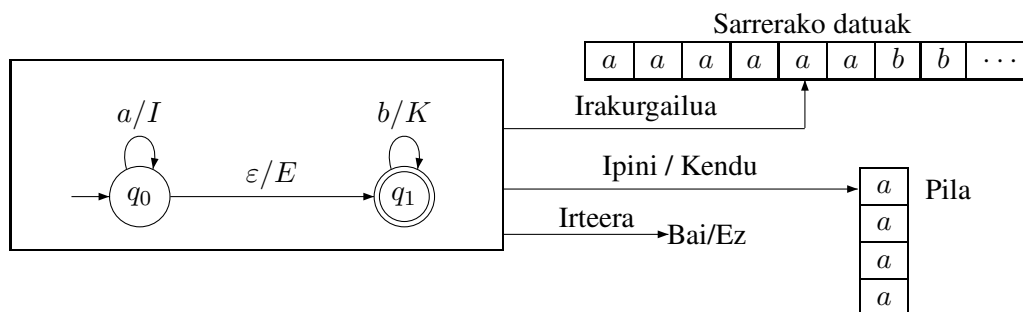 Sarrerako datuak
a a a a a a b b ···
Irakurgailua
a/I
b/K
ε/E
q0
q1
Ipini / Kendu
a
Pila
Irteera
Bai/Ez
a
a
a